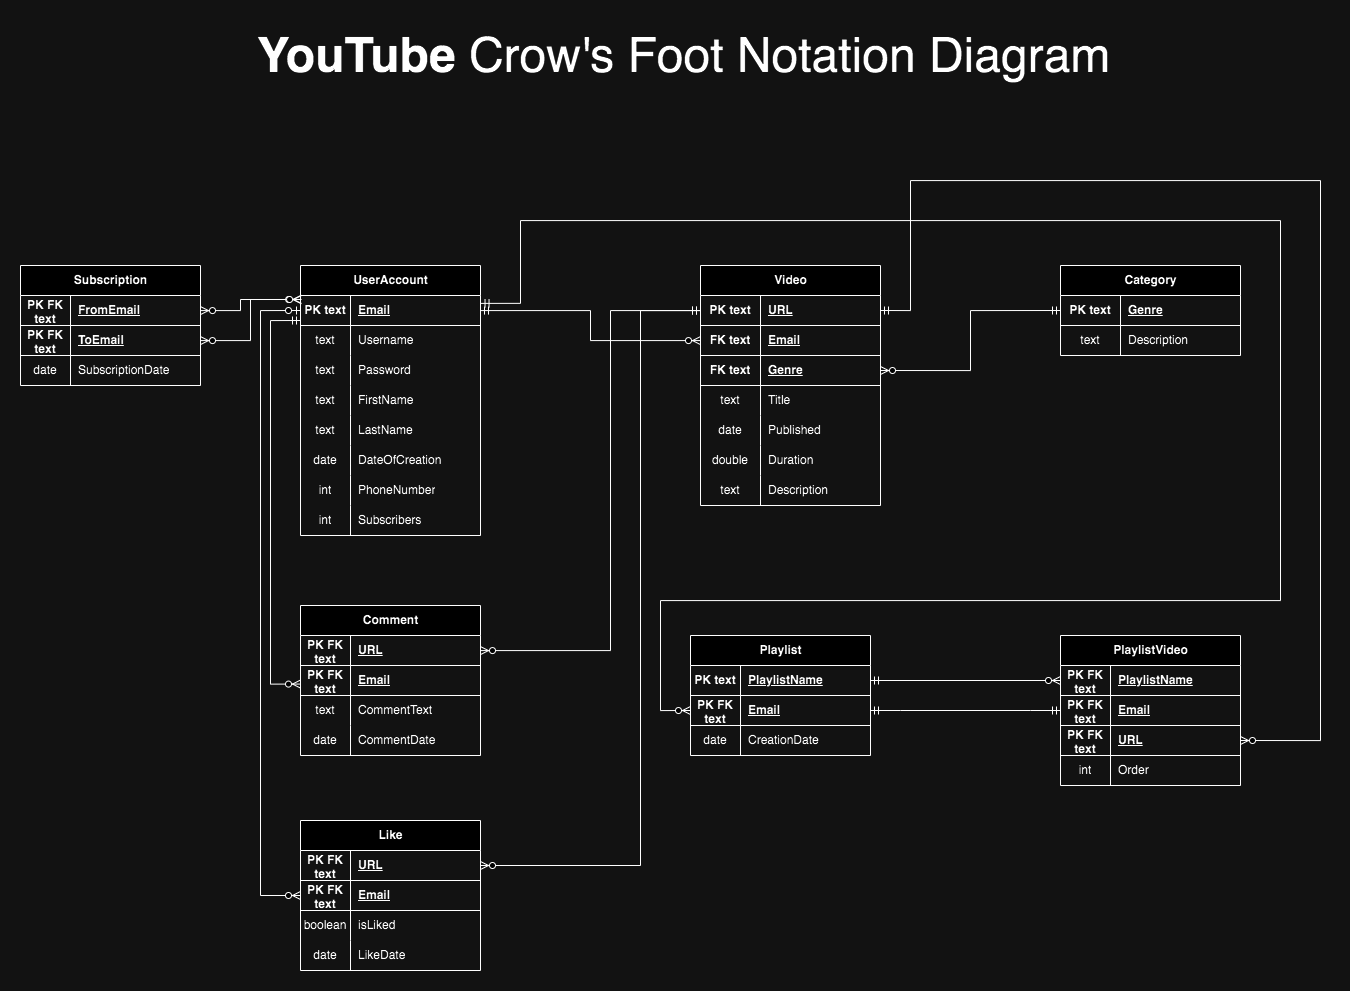 YouTube Crow's Foot Notation Diagram
Subscription
PK FK
text
FromEmail
PK FK
text
ToEmail
date
SubscriptionDate
UserAccount
PK text
Email
text
Username
text
Password
text
FirstName
text
LastName
date
DateOfCreation
int
PhoneNumber
int
Subscribers
Video
PK text
URL
FK text
Email
FK text
Genre
text
Title
date
Published
double
Duration
text
Description
Category
PK text
Genre
text
Description
Comment
PK FK
text
URL
PK FK
text
Email
text
CommentText
date
CommentDate
Playlist
PK text
PlaylistName
PK FK
text
Email
date
CreationDate
PlaylistVideo
PK FK
text
PlaylistName
PK FK
text
Email
PK FK
text
URL
int
Order
Like
PK FK
text
URL
PK FK
text
Email
boolean
isLiked
date
LikeDate